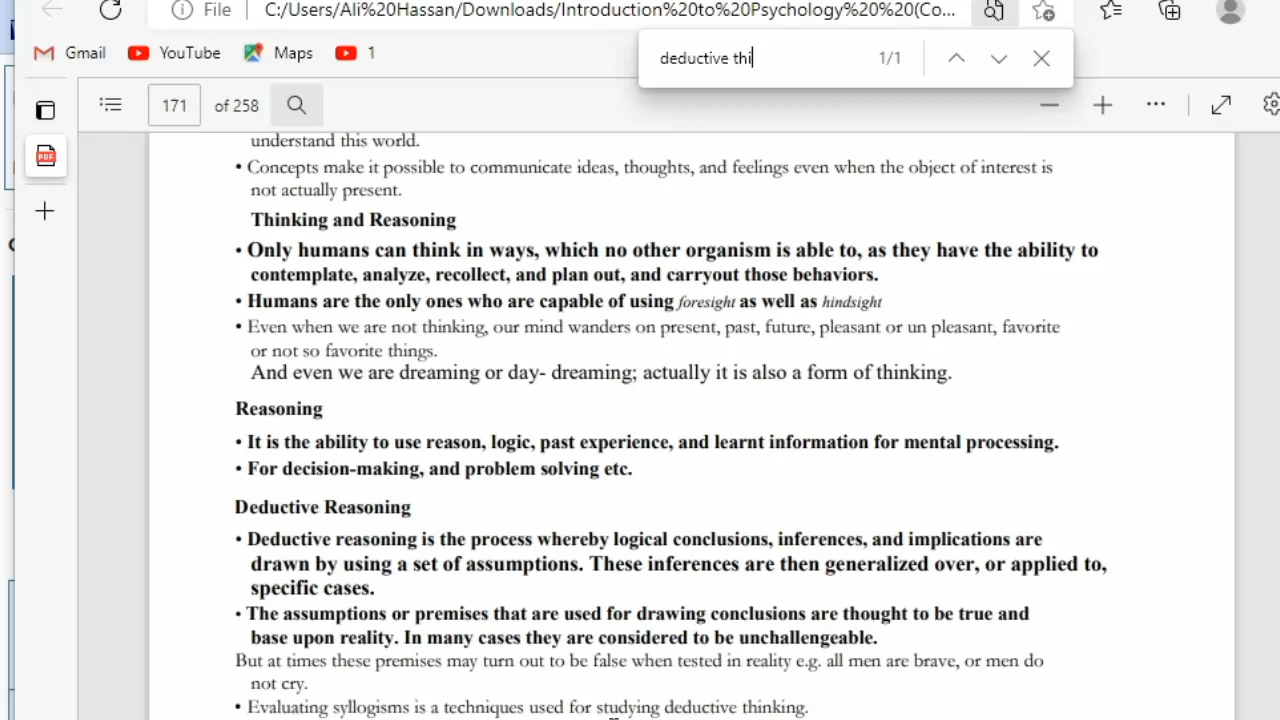 File C:/Users/Ali%20Hassan/Downloads/Introduction%20to%20Psychology%20%20(Co...
Gmail YouTube Maps 1
deductive thi 1/1
171 of 258
understand this world.
• Concepts make it possible to communicate ideas, thoughts, and feelings even when the object of interest is
not actually present.
Thinking and Reasoning
• Only humans can think in ways, which no other organism is able to, as they have the ability to
contemplate, analyze, recollect, and plan out, and carryout those behaviors.
• Humans are the only ones who are capable of using foresight as well as hindsight
• Even when we are not thinking, our mind wanders on present, past, future, pleasant or un pleasant, favorite
or not so favorite things.
And even we are dreaming or day- dreaming; actually it is also a form of thinking.
Reasoning
• It is the ability to use reason, logic, past experience, and learnt information for mental processing.
• For decision-making, and problem solving etc.
Deductive Reasoning
• Deductive reasoning is the process whereby logical conclusions, inferences, and implications are
drawn by using a set of assumptions. These inferences are then generalized over, or applied to,
specific cases.
• The assumptions or premises that are used for drawing conclusions are thought to be true and
base upon reality. In many cases they are considered to be unchallengeable.
But at times these premises may turn out to be false when tested in reality e.g. all men are brave, or men do
not cry.
• Evaluating syllogisms is a techniques used for studying deductive thinking.